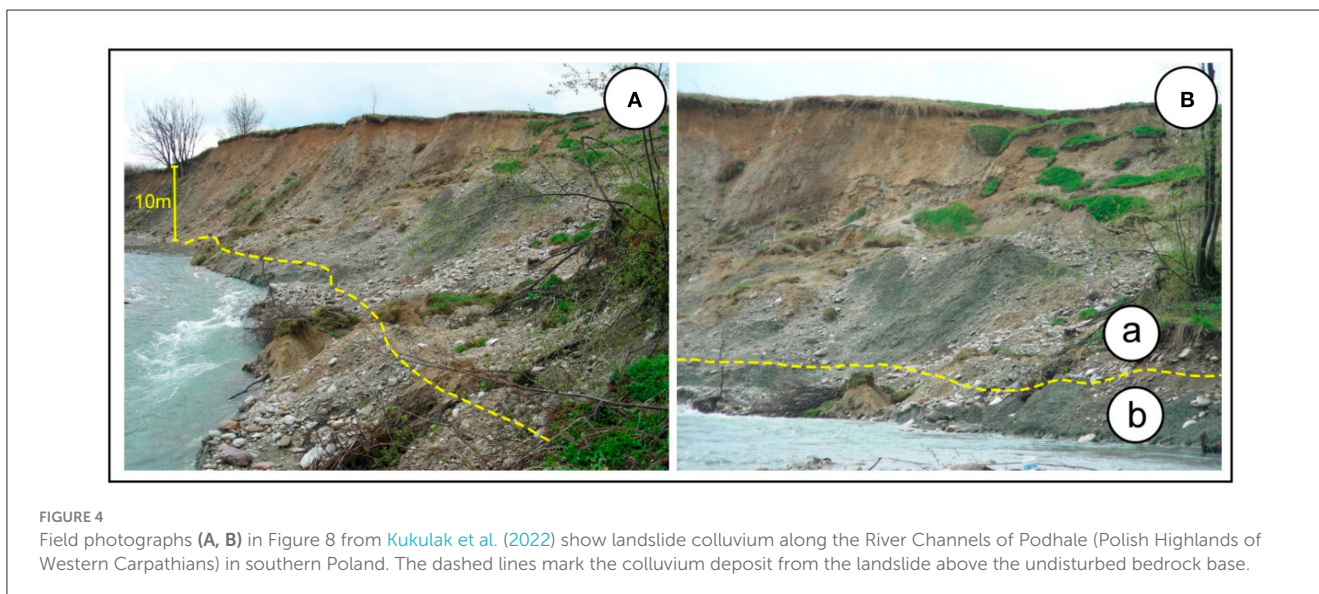 A
B
10m
a
b
FIGURE 4
Field photographs (A, B) in Figure 8 from Kukulak et al. (2022) show landslide colluvium along the River Channels of Podhale (Polish Highlands of
Western Carpathians) in southern Poland. The dashed lines mark the colluvium deposit from the landslide above the undisturbed bedrock base.